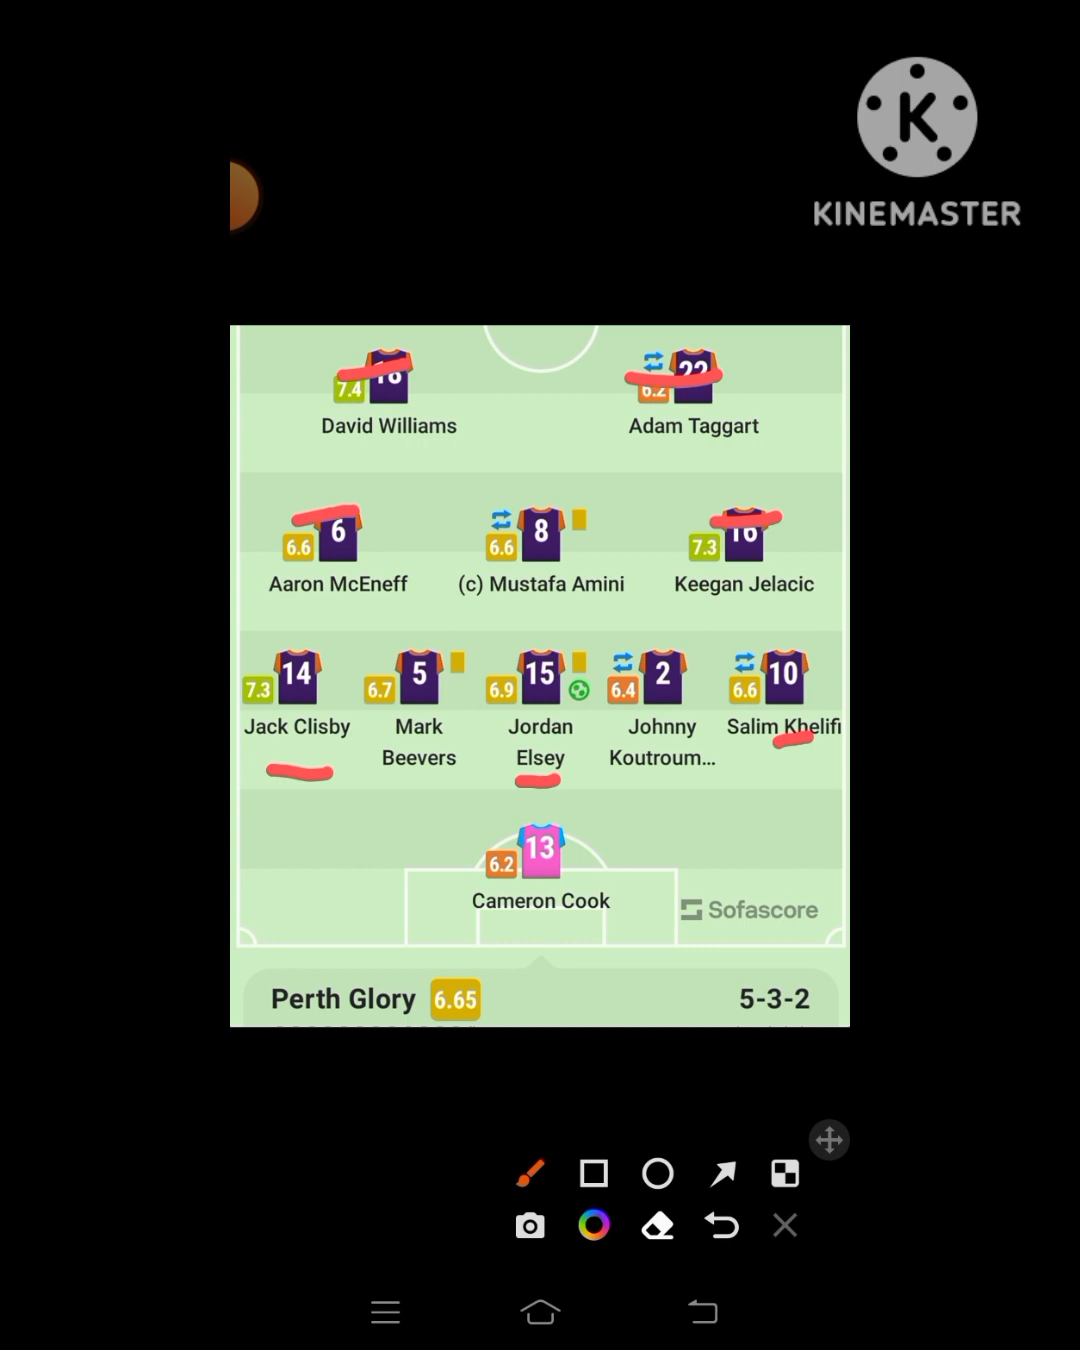 K
KINEMASTER
7.4
David Williams
22
6.2
Adam Taggart
6.6 6
Aaron McEneff
6.6 8
(c) Mustafa Amini
7.3 16
Keegan Jelacic
7.3 14
Jack Clisby
6.7 5
Mark
Beevers
6.9 15
Jordan
Elsey
6.4 2
Johnny
Koutroum...
6.6 10
Salim Khelifi
6.2 13
Cameron Cook
Sofascore
Perth Glory 6.65 5-3-2